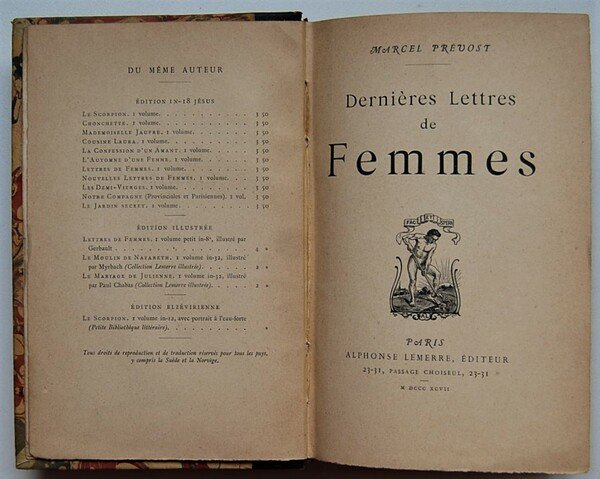 DU MÊME AUTEUR
ÉDITION IN-18 JÉSUS
LE SCORPION. 1 volume. . . . . . . . . . . 3 50
CHONCHETTE. 1 volume. . . . . . . . . . . 3 50
MADEMOISELLE JAUFRE. 1 volume. . . . . . . 3 50
COUSINE LAURA. 1 volume. . . . . . . . . . 3 50
LA CONFESSION D'UN AMANT. 1 volume. . . . . 3 50
L'AUTOMNE D'UNE FEMME. 1 volume. . . . . . 3 50
LETTRES DE FEMMES. 1 volume. . . . . . . . 3 50
NOUVELLES LETTRES DE FEMMES. 1 volume. . . . 3 50
LES DEMI-VIERGES. 1 volume. . . . . . . . . 3 50
NOTRE COMPAGNE (Provinciales et Parisiennes). 1 vol. 3 50
LE JARDIN SECRET. 1 volume. . . . . . . . . 3 50
ÉDITION ILLUSTRÉE
LETTRES DE FEMMES. 1 volume petit in-8º, illustré par
Gerbault . . . . . . . . . . . . . . . 4 »
LE MOULIN DE NAZARETH. 1 volume in-32, illustré
par Myrbach (Collection Lemerre illustrée). . . . . . 2 »
LE MARIAGE DE JULIENNE. 1 volume in-32, illustré
par Paul Chabas (Collection Lemerre illustrée). . . . 2 »
ÉDITION ELZÉVIRIENNE
LE SCORPION. 1 volume in-12, avec portrait à l'eau-forte
(Petite Bibliothèque littéraire). . . . . . . . . . »
Tous droits de reproduction et de traduction réservés pour tous les pays,
y compris la Suède et la Norvège.
MARCEL PRÉVOST
Dernières Lettres
de
Femmes
FAC ET SPERA
AL
PARIS
ALPHONSE LEMERRE, ÉDITEUR
23-31, PASSAGE CHOISEUL, 23-31
M DCCC XCVII